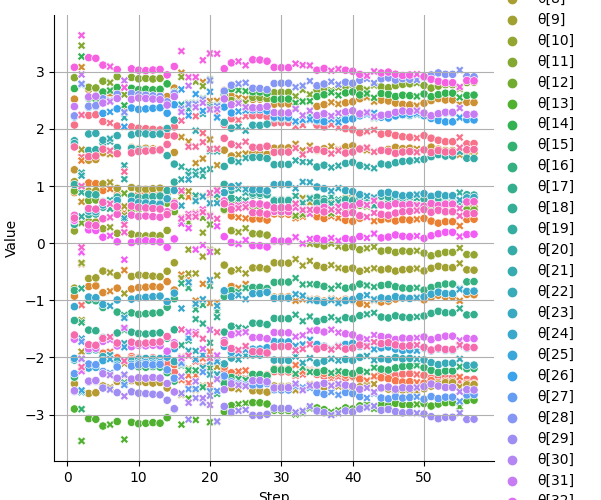 θ[8]
θ[9]
θ[10]
θ[11]
θ[12]
θ[13]
θ[14]
θ[15]
θ[16]
θ[17]
θ[18]
θ[19]
θ[20]
θ[21]
θ[22]
θ[23]
θ[24]
θ[25]
θ[26]
θ[27]
θ[28]
θ[29]
θ[30]
θ[31]
θ[32]
Value
3
2
1
0
−1
−2
−3
0
10
20
30
40
50
Step